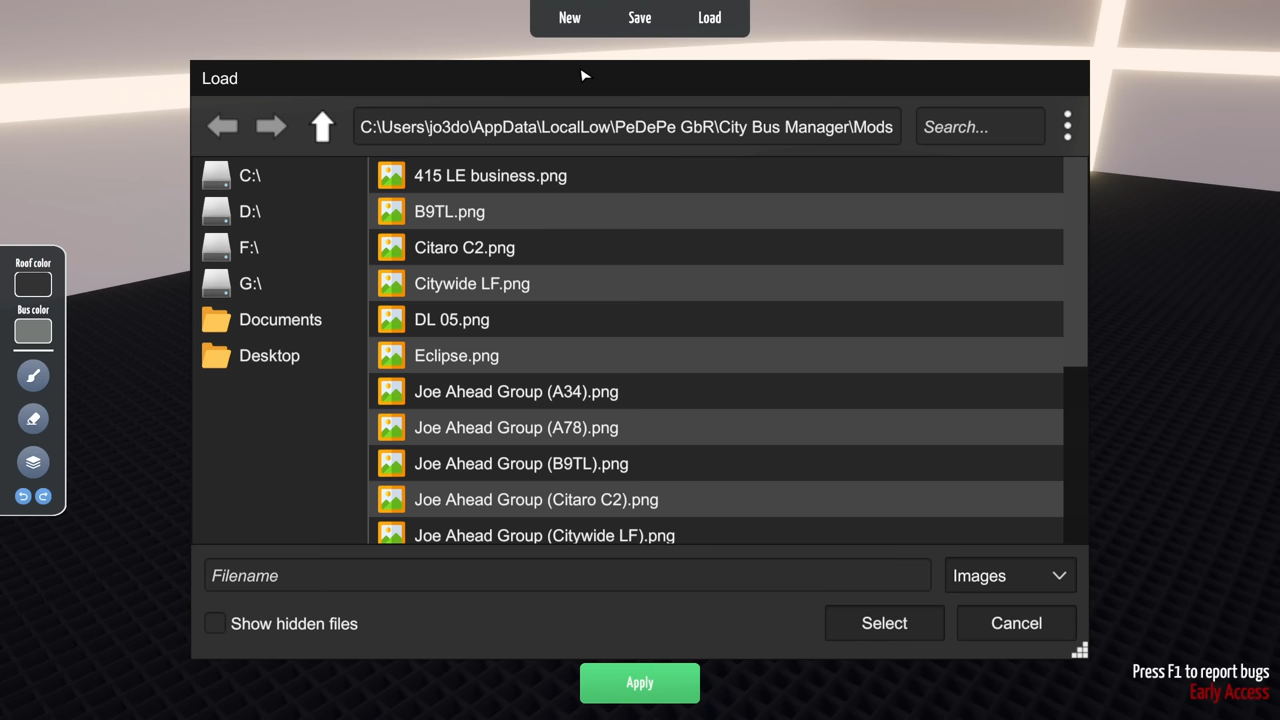 New
Save
Load
Load
C:\Users\jo3do\AppData\LocalLow\PeDePe GbR\City Bus Manager\Mods
Search...
C:\
D:\
F:\
G:\
Documents
Desktop
415 LE business.png
B9TL.png
Citaro C2.png
Citywide LF.png
DL 05.png
Eclipse.png
Joe Ahead Group (A34).png
Joe Ahead Group (A78).png
Joe Ahead Group (B9TL).png
Joe Ahead Group (Citaro C2).png
Joe Ahead Group (Citywide LF).png
Roof color
Bus color
Filename
Images
Show hidden files
Select
Cancel
Apply
Press F1 to report bugs
Early Access